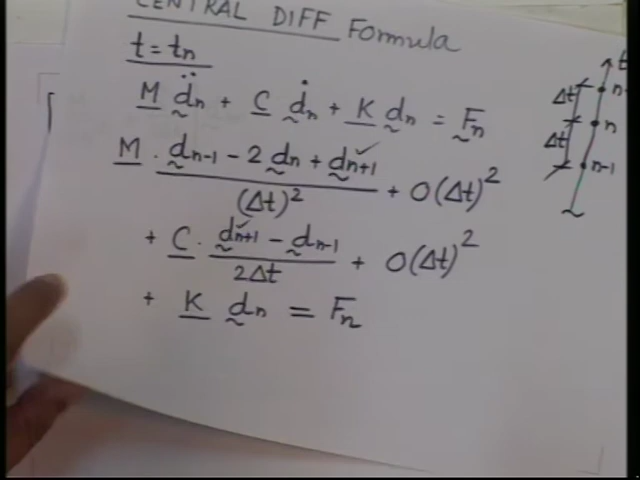 CENTRAL DIFF Formula
t = tn
M d̈n + C ḋn + K dn = Fn
M . (dn-1 - 2 dn + dn+1) / (Δt)² + O(Δt)²
+ C . (dn+1 - dn-1) / 2Δt + O(Δt)²
+ K dn = Fn
t
n
Δt
n
Δt
n-1